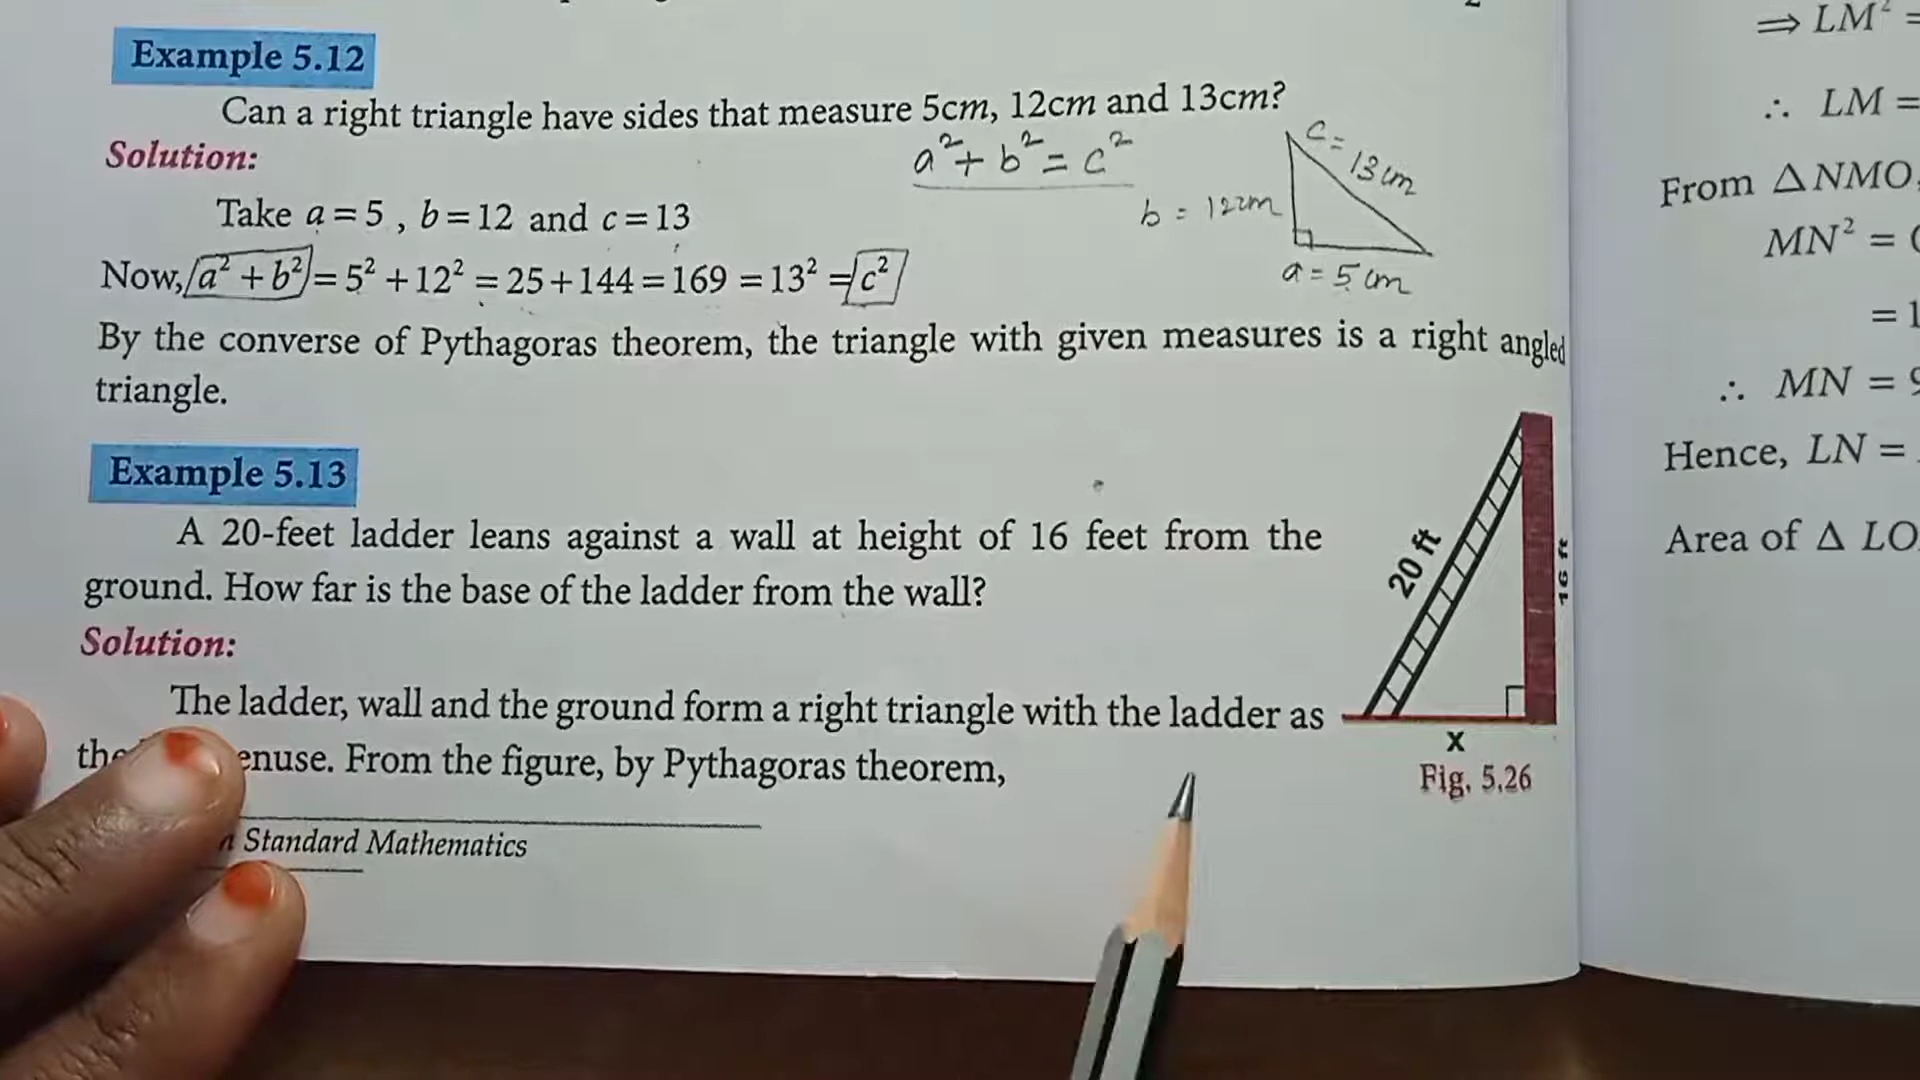 Example 5.12
Can a right triangle have sides that measure 5cm, 12cm and 13cm?
Solution:
a² + b² = c²
c = 13cm
b = 12cm
a = 5cm
Take a = 5 , b = 12 and c = 13
Now, a² + b² = 5² + 12² = 25 + 144 = 169 = 13² = c²
By the converse of Pythagoras theorem, the triangle with given measures is a right angled
triangle.
Example 5.13
A 20-feet ladder leans against a wall at height of 16 feet from the
ground. How far is the base of the ladder from the wall?
20 ft
16 ft
Solution:
The ladder, wall and the ground form a right triangle with the ladder as
enuse. From the figure, by Pythagoras theorem,
x
Fig. 5.26
Standard Mathematics
⇒ LM² =
∴ LM =
From △NMO,
MN² =
= 1
∴ MN = 9
Hence, LN =
Area of △ LO